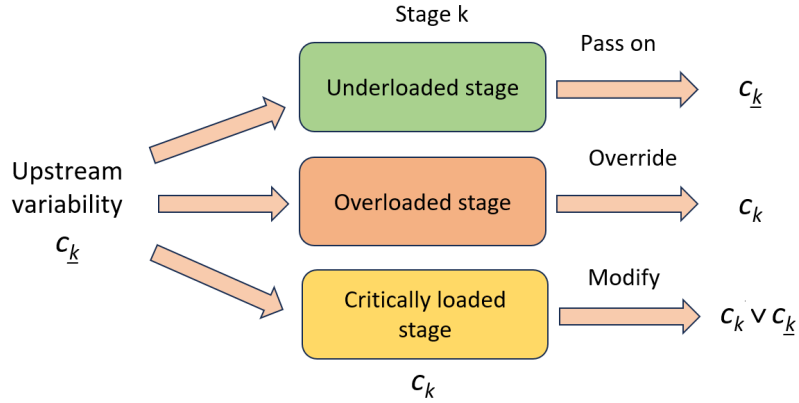 Stage k
Pass on
Underloaded stage
c_k̲
Override
Upstream
variability
c_k̲
Overloaded stage
c_k
Modify
Critically loaded
stage
c_k ∨ c_k̲
c_k